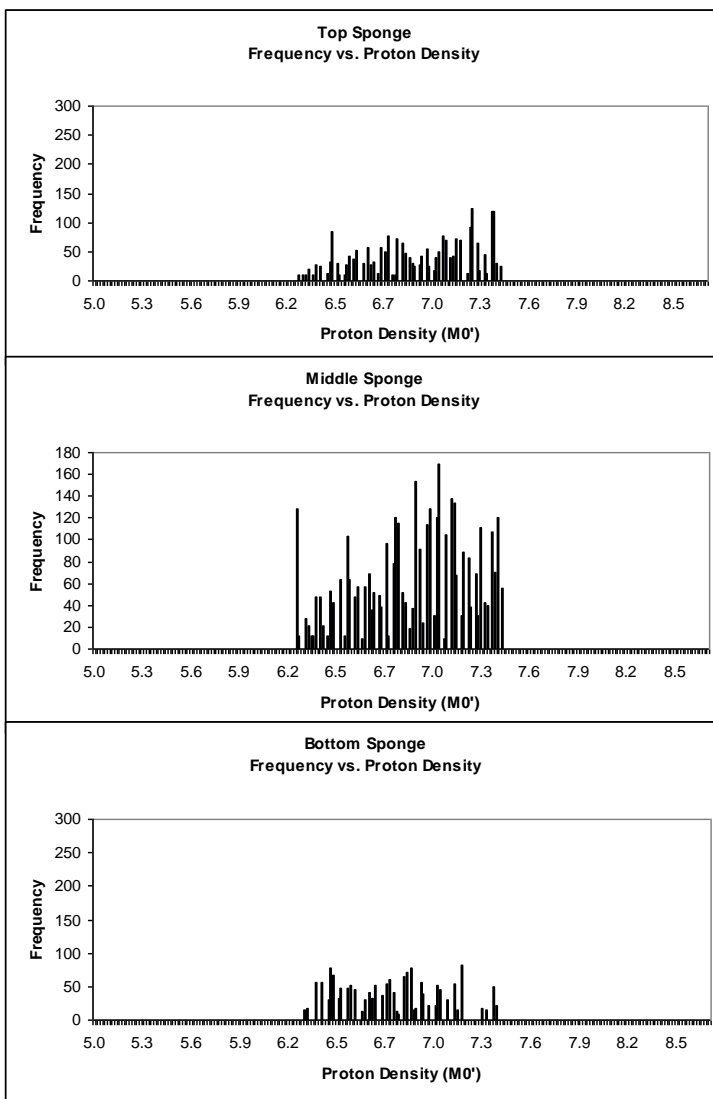 Top Sponge
Frequency vs. Proton Density
300
250
200
150
100
50
0
Frequency
5.0 5.3 5.6 5.9 6.2 6.5 6.7 7.0 7.3 7.6 7.9 8.2 8.5
Proton Density (M0')
Middle Sponge
Frequency vs. Proton Density
180
160
140
120
100
80
60
40
20
0
Frequency
5.0 5.3 5.6 5.9 6.2 6.5 6.7 7.0 7.3 7.6 7.9 8.2 8.5
Proton Density (M0')
Bottom Sponge
Frequency vs. Proton Density
300
250
200
150
100
50
0
Frequency
5.0 5.3 5.6 5.9 6.2 6.5 6.7 7.0 7.3 7.6 7.9 8.2 8.5
Proton Density (M0')